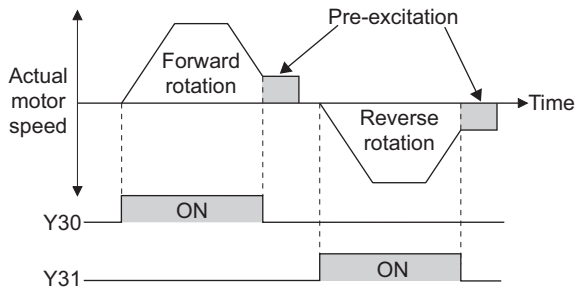 Pre-excitation
Forward
rotation
Actual
motor
speed
Time
Reverse
rotation
Y30
ON
Y31
ON